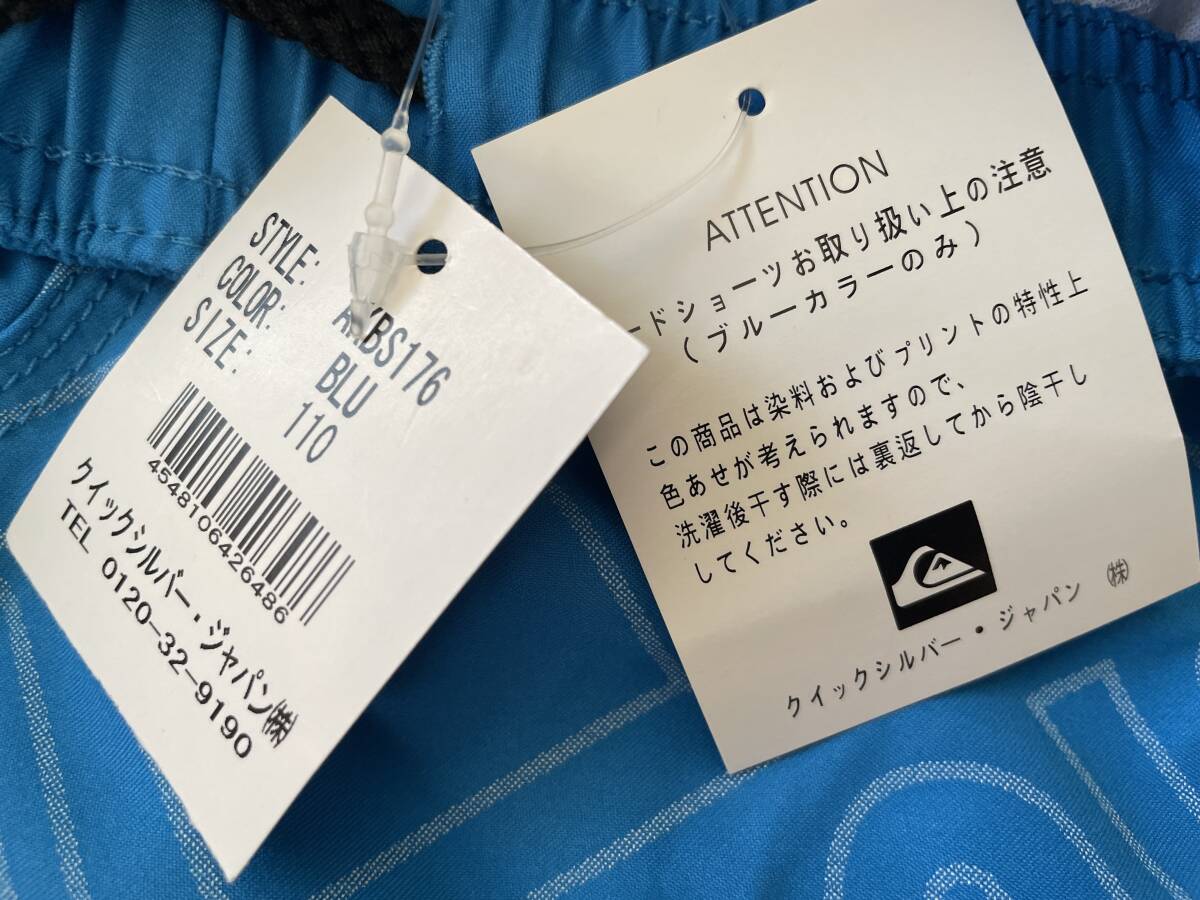 STYLE:
COLOR: BS176
SIZE: BLU
110
4548106426486
クイックシルバー・ジャパン㈱
TEL 0120-32-9190
ATTENTION
ードショーツお取り扱い上の注意
(ブルーカラーのみ)
この商品は染料およびプリントの特性上
色あせが考えられますので、
洗濯後干す際には裏返してから陰干し
してください。
クイックシルバー・ジャパン ㈱